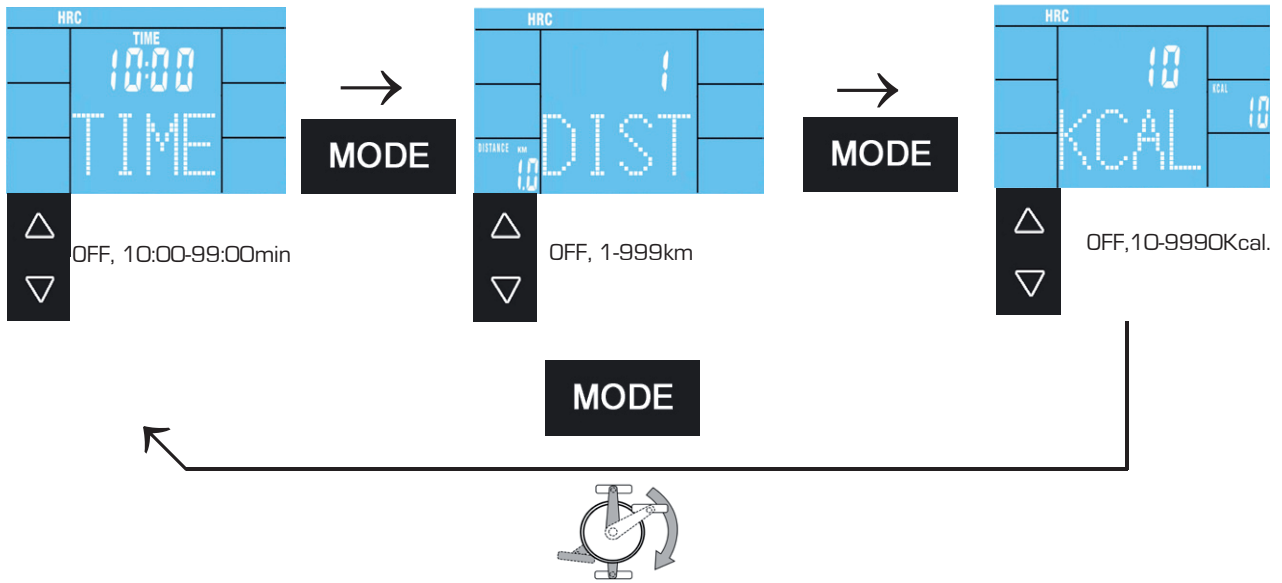 HRC
TIME
10:00
TIME
MODE
HRC
1
DIST
DISTANCE KM
1.0
MODE
HRC
10
KCAL
KCAL
10
OFF, 10:00-99:00min
OFF, 1-999km
OFF,10-9990Kcal.
MODE